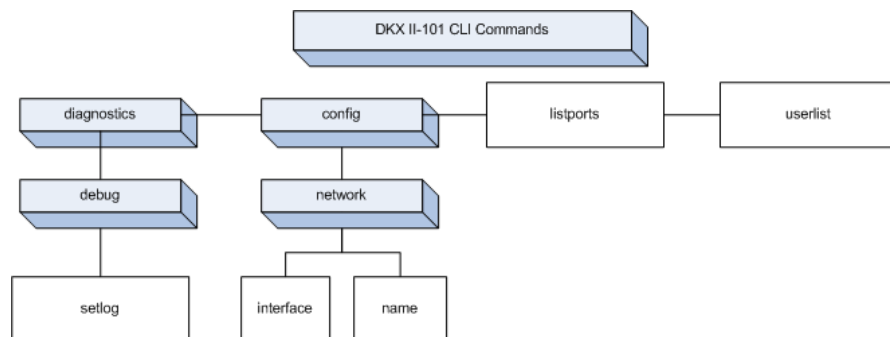 DKX II-101 CLI Commands
diagnostics
config
listports
userlist
debug
network
setlog
interface
name